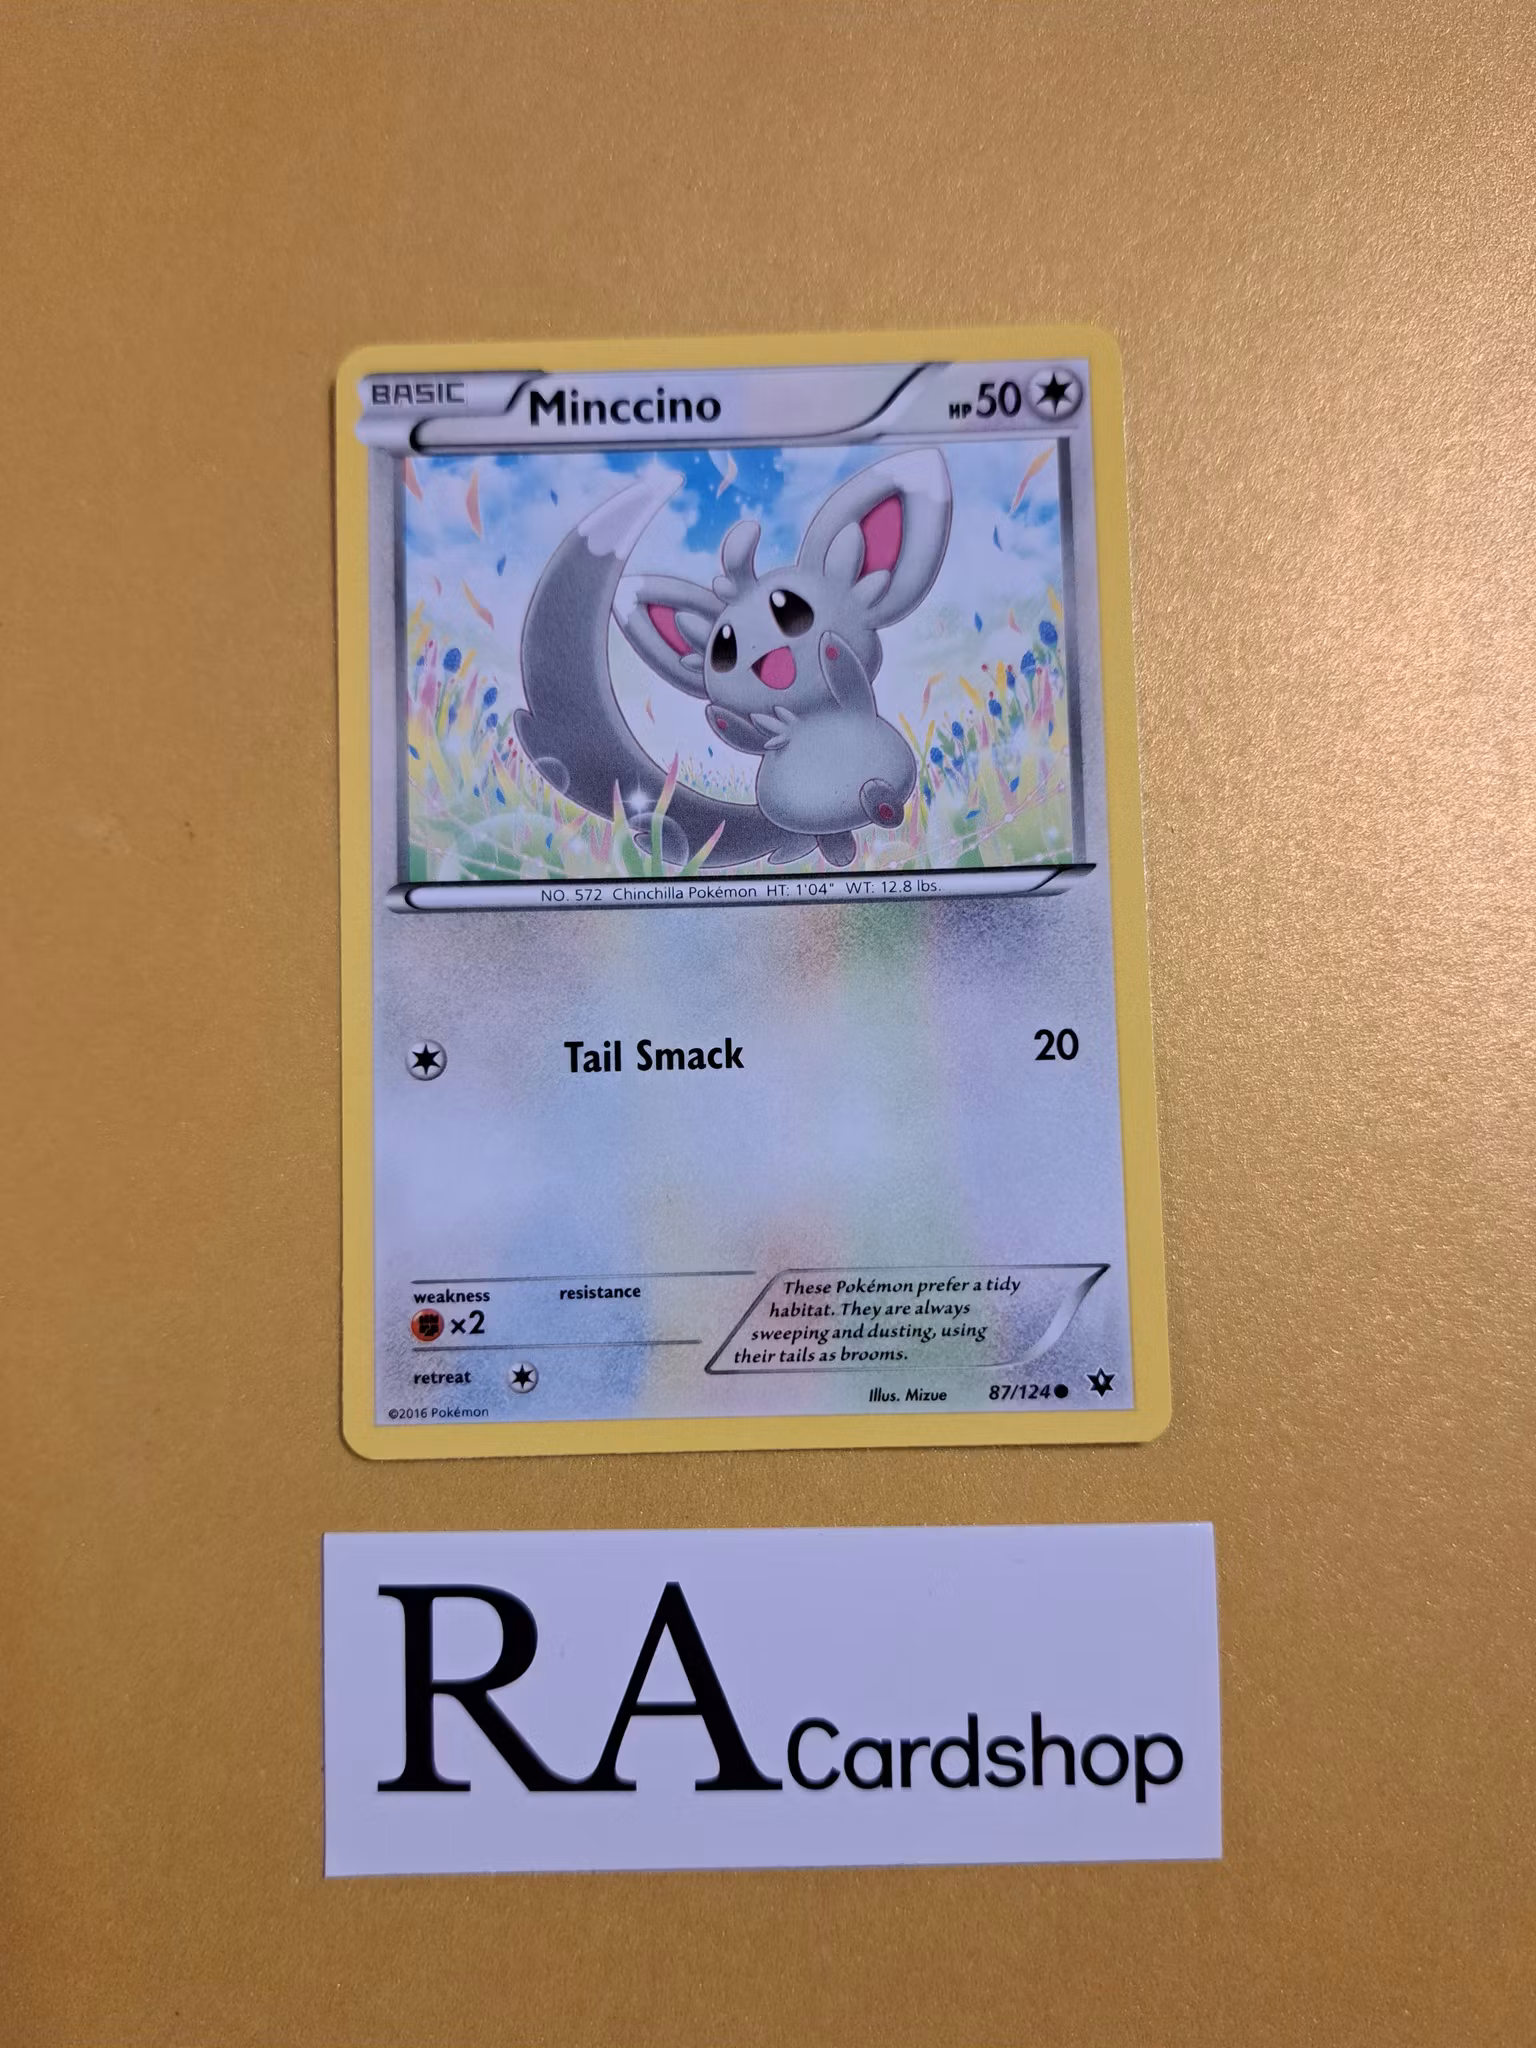 BASIC
Minccino
HP 50
NO. 572 Chinchilla Pokémon HT: 1'04" WT: 12.8 lbs.
Tail Smack 20
weakness
resistance
×2
These Pokémon prefer a tidy
habitat. They are always
sweeping and dusting, using
their tails as brooms.
retreat
Illus. Mizue 87/124
©2016 Pokémon
RA Cardshop